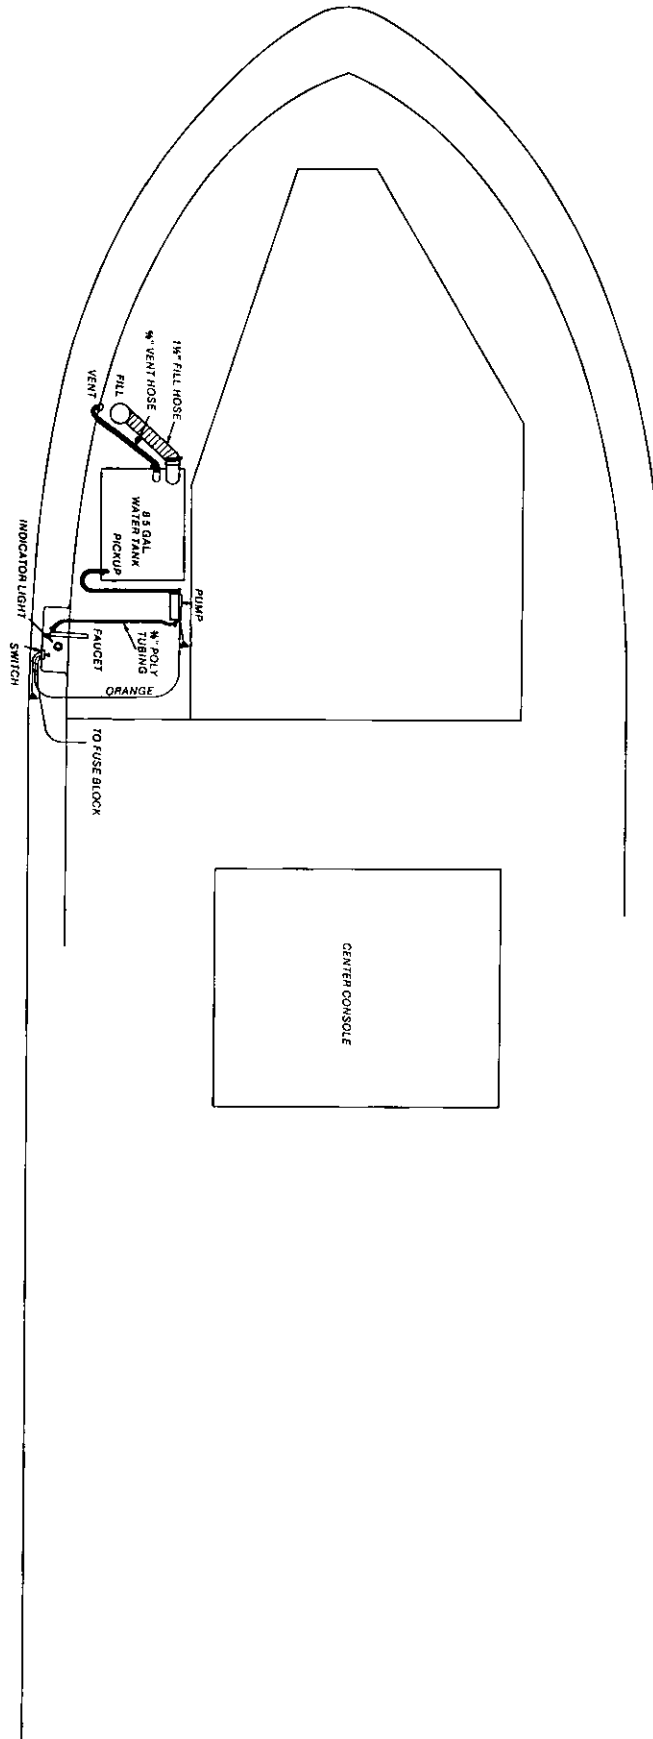 1½" FILL HOSE
⅝" VENT HOSE
FILL
VENT
8.5 GAL
WATER TANK
PICKUP
PUMP
⅜" POLY
TUBING
FAUCET
INDICATOR LIGHT
SWITCH
ORANGE
TO FUSE BLOCK
CENTER CONSOLE